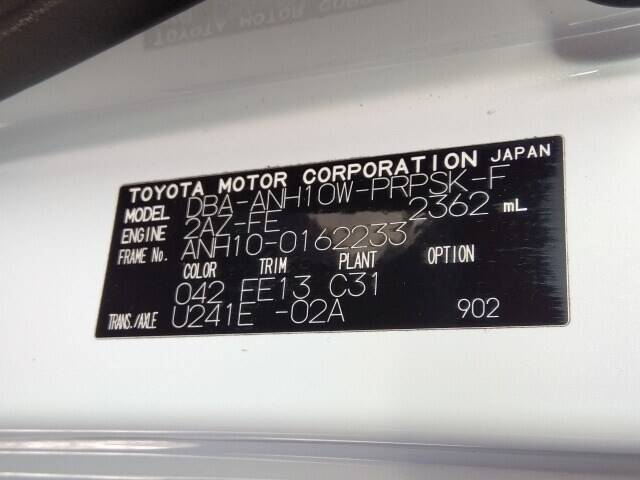 TOYOTA MOTOR CORPORATION JAPAN
MODEL DBA-ANH10W-PRPSK-F
ENGINE 2AZ-FE 2362 mL
FRAME No. ANH10-0162233
COLOR TRIM PLANT OPTION
042 FE13 C31
TRANS./AXLE U241E -02A 902